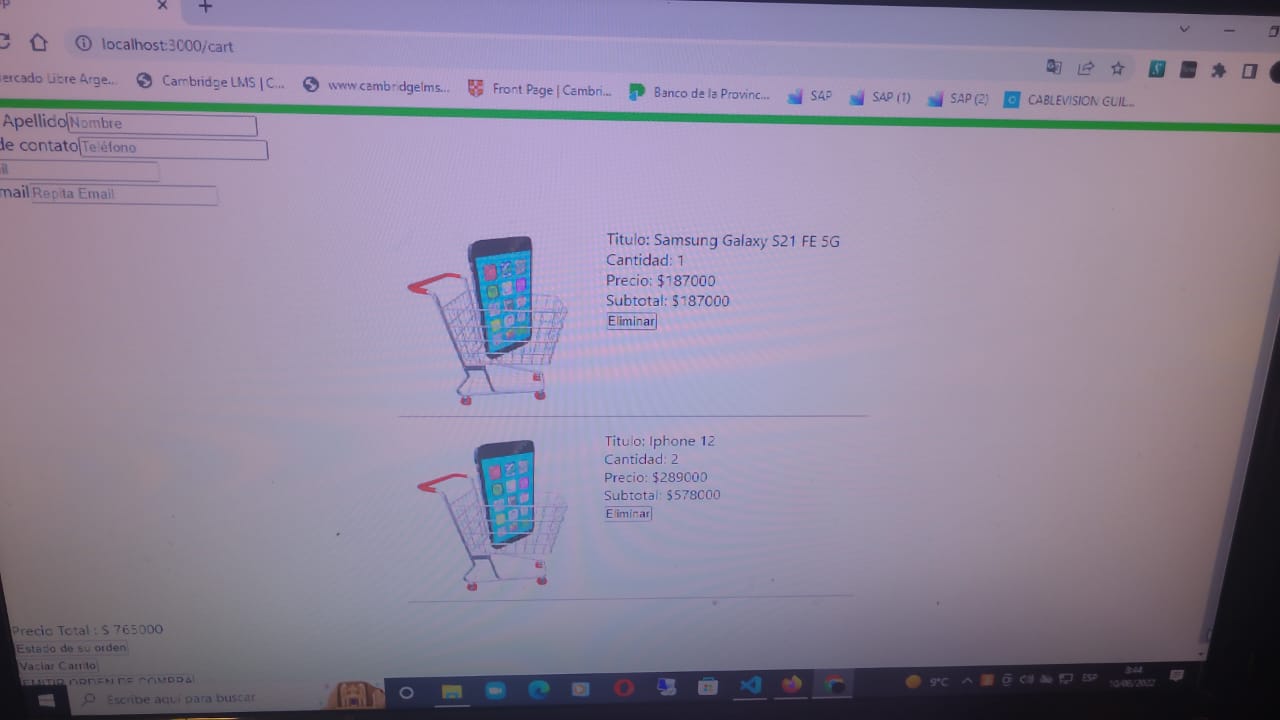 localhost:3000/cart
ercado Libre Arge... Cambridge LMS | C... www.cambridgelms... Front Page | Cambri... Banco de la Provinc... SAP SAP (1) SAP (2) CABLEVISION GUIL...
Apellido Nombre
de contato Teléfono
il
mail Repita Email
Titulo: Samsung Galaxy S21 FE 5G
Cantidad: 1
Precio: $187000
Subtotal: $187000
Eliminar
Titulo: Iphone 12
Cantidad: 2
Precio: $289000
Subtotal: $578000
Eliminar
Precio Total : $ 765000
Estado de su orden
Vaciar Carrito
EMITIR ORDEN DE COMPRA!
Escribe aquí para buscar
9°C ESP
3:44
10/06/2022